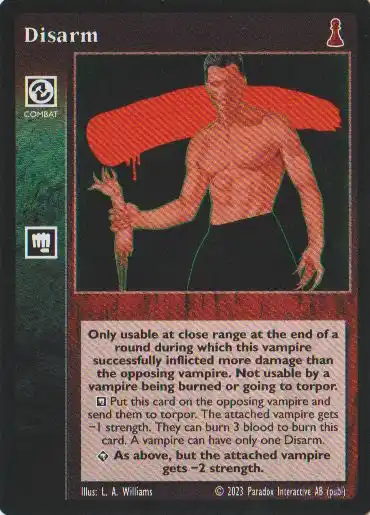 Disarm
COMBAT
Only usable at close range at the end of a
round during which this vampire
successfully inflicted more damage than
the opposing vampire. Not usable by a
vampire being burned or going to torpor.
Put this card on the opposing vampire and
send them to torpor. The attached vampire gets
−1 strength. They can burn 3 blood to burn this
card. A vampire can have only one Disarm.
As above, but the attached vampire
gets −2 strength.
Illus: L. A. Williams © 2023 Paradox Interactive AB (publ)